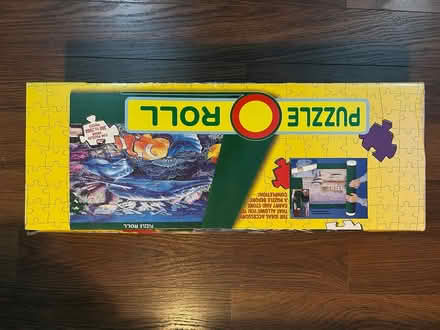 PUZZLE ROLL
THE IDEAL ACCESSORY
THAT ALLOWS YOU TO
CARRY AND STORE
A PUZZLE BEFORE
COMPLETION!
PUZZLE ROLL